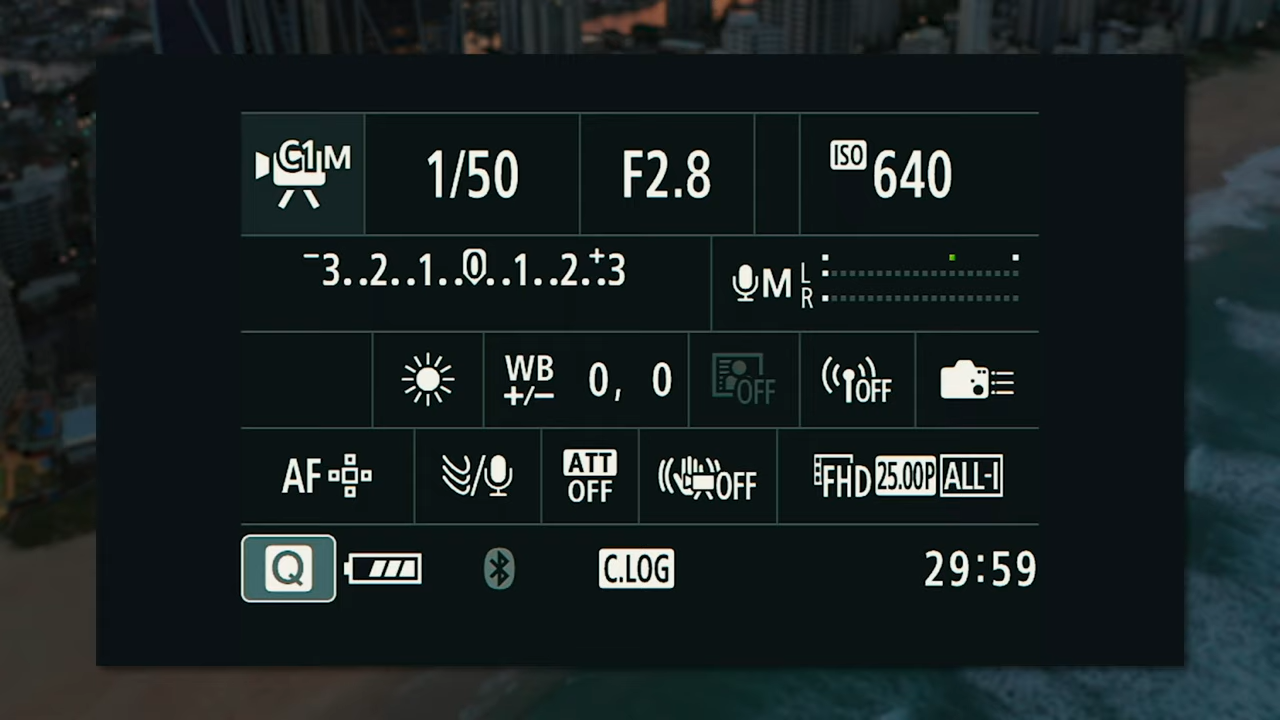 C1 M 1/50 F2.8 ISO 640
-3..2..1..0..1..2..+3 M L
R
WB +/- 0, 0 OFF OFF
AF / ATT OFF OFF FHD 25.00P ALL-I
Q C.LOG 29:59